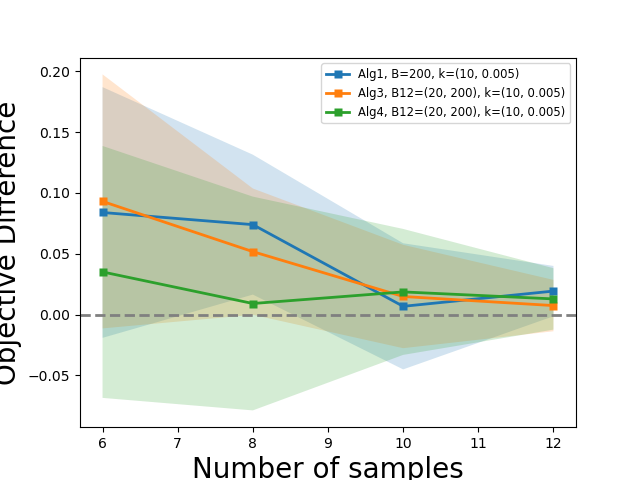 Objective Difference
0.20
0.15
0.10
0.05
0.00
−0.05
Alg1, B=200, k=(10, 0.005)
Alg3, B12=(20, 200), k=(10, 0.005)
Alg4, B12=(20, 200), k=(10, 0.005)
6 7 8 9 10 11 12
Number of samples